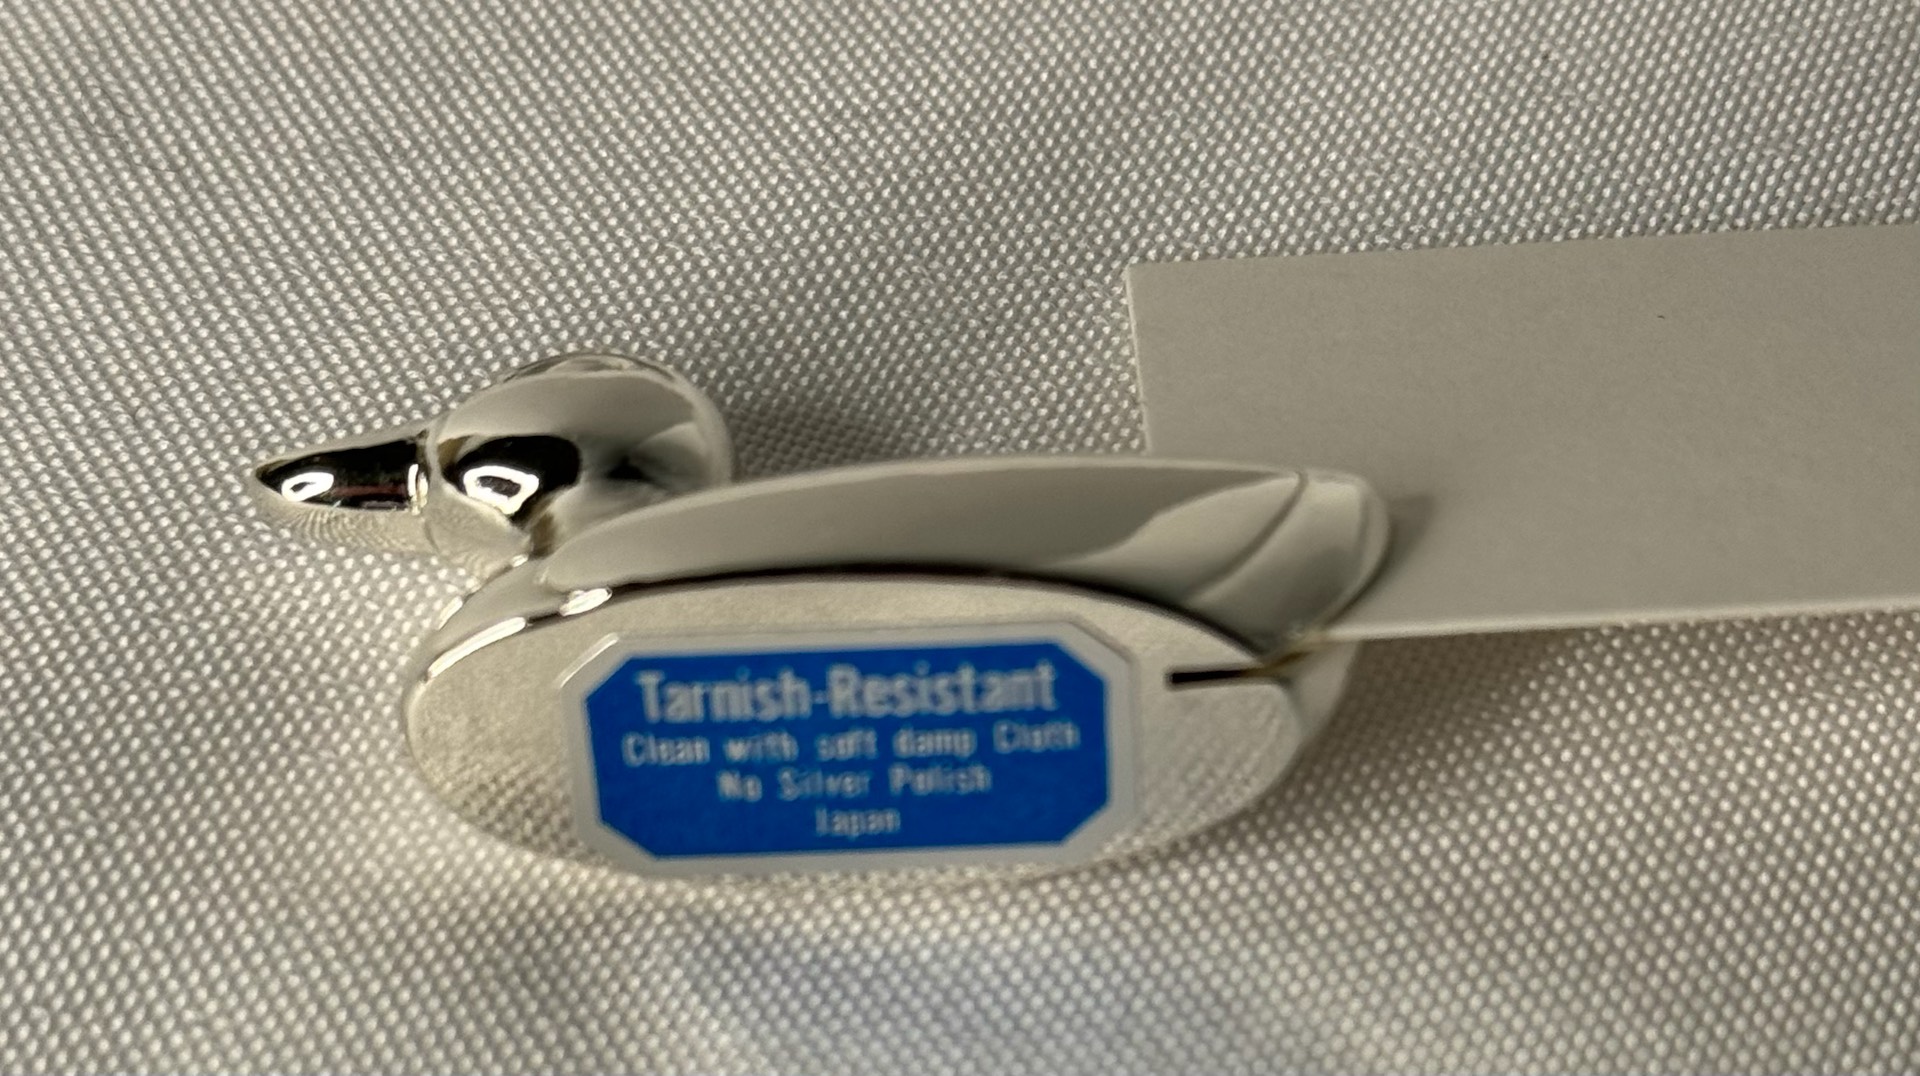 Tarnish-Resistant
Clean with soft damp Cloth
No Silver Polish
Japan